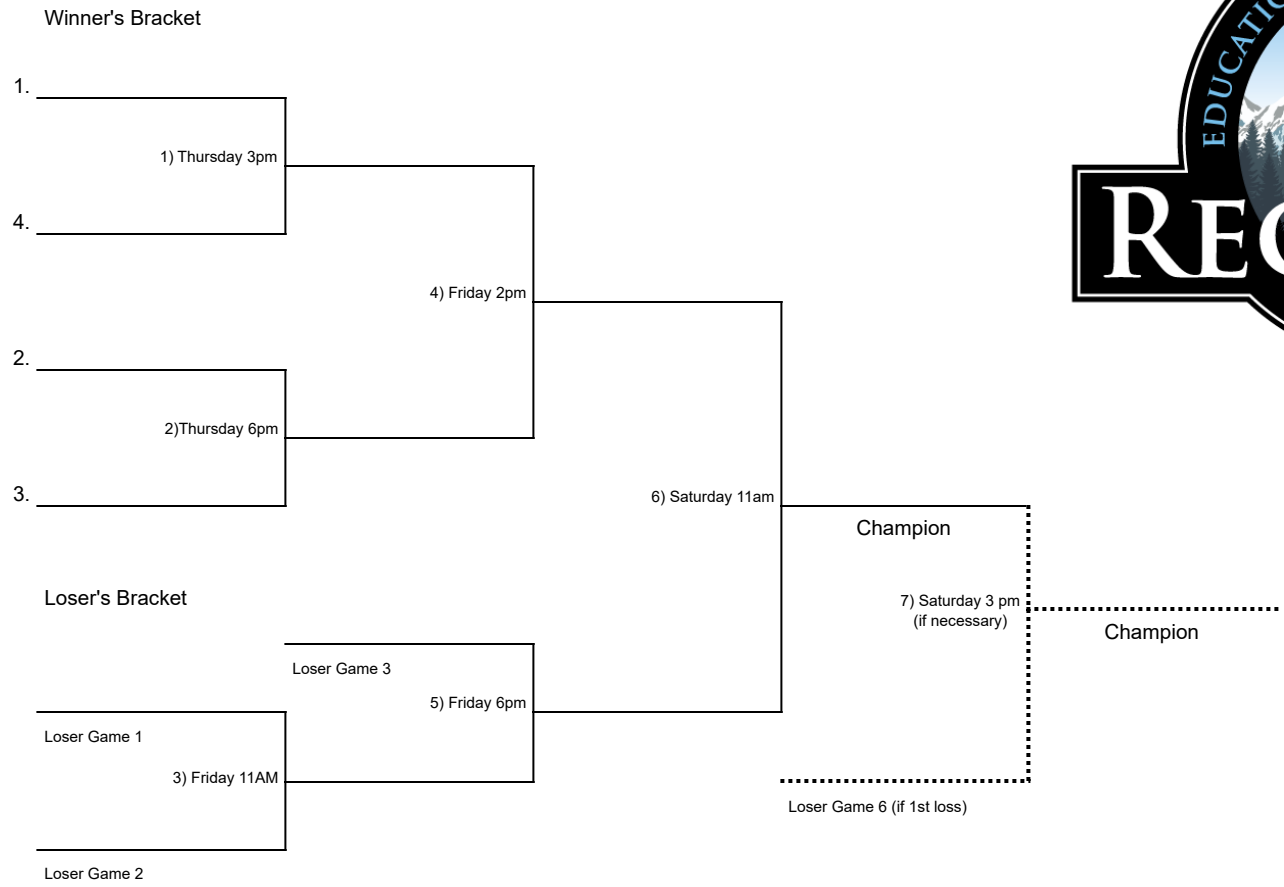 Winner's Bracket
1.
1) Thursday 3pm
4.
4) Friday 2pm
2.
2)Thursday 6pm
3.
6) Saturday 11am
Champion
Loser's Bracket
7) Saturday 3 pm
(if necessary)
Champion
Loser Game 3
5) Friday 6pm
Loser Game 1
3) Friday 11AM
Loser Game 6 (if 1st loss)
Loser Game 2